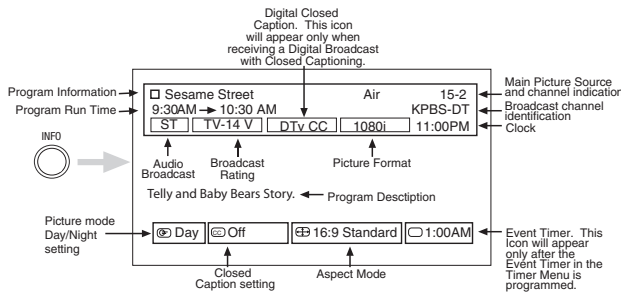 Digital Closed
Caption. This icon
will appear only when
receiving a Digital Broadcast
with Closed Captioning.
Program Information
Program Run Time
Sesame Street Air 15-2
9:30AM 10:30 AM KPBS-DT
ST TV-14 V DTv CC 1080i 11:00PM
Main Picture Source
and channel indication
Broadcast channel
identification
Clock
INFO
Audio
Broadcast
Broadcast
Rating
Picture Format
Telly and Baby Bears Story. Program Desctiption
Picture mode
Day/Night
setting
Day CC Off 16:9 Standard 1:00AM
Closed
Caption setting
Aspect Mode
Event Timer. This
Icon will appear
only after the
Event Timer in the
Timer Menu is
programmed.